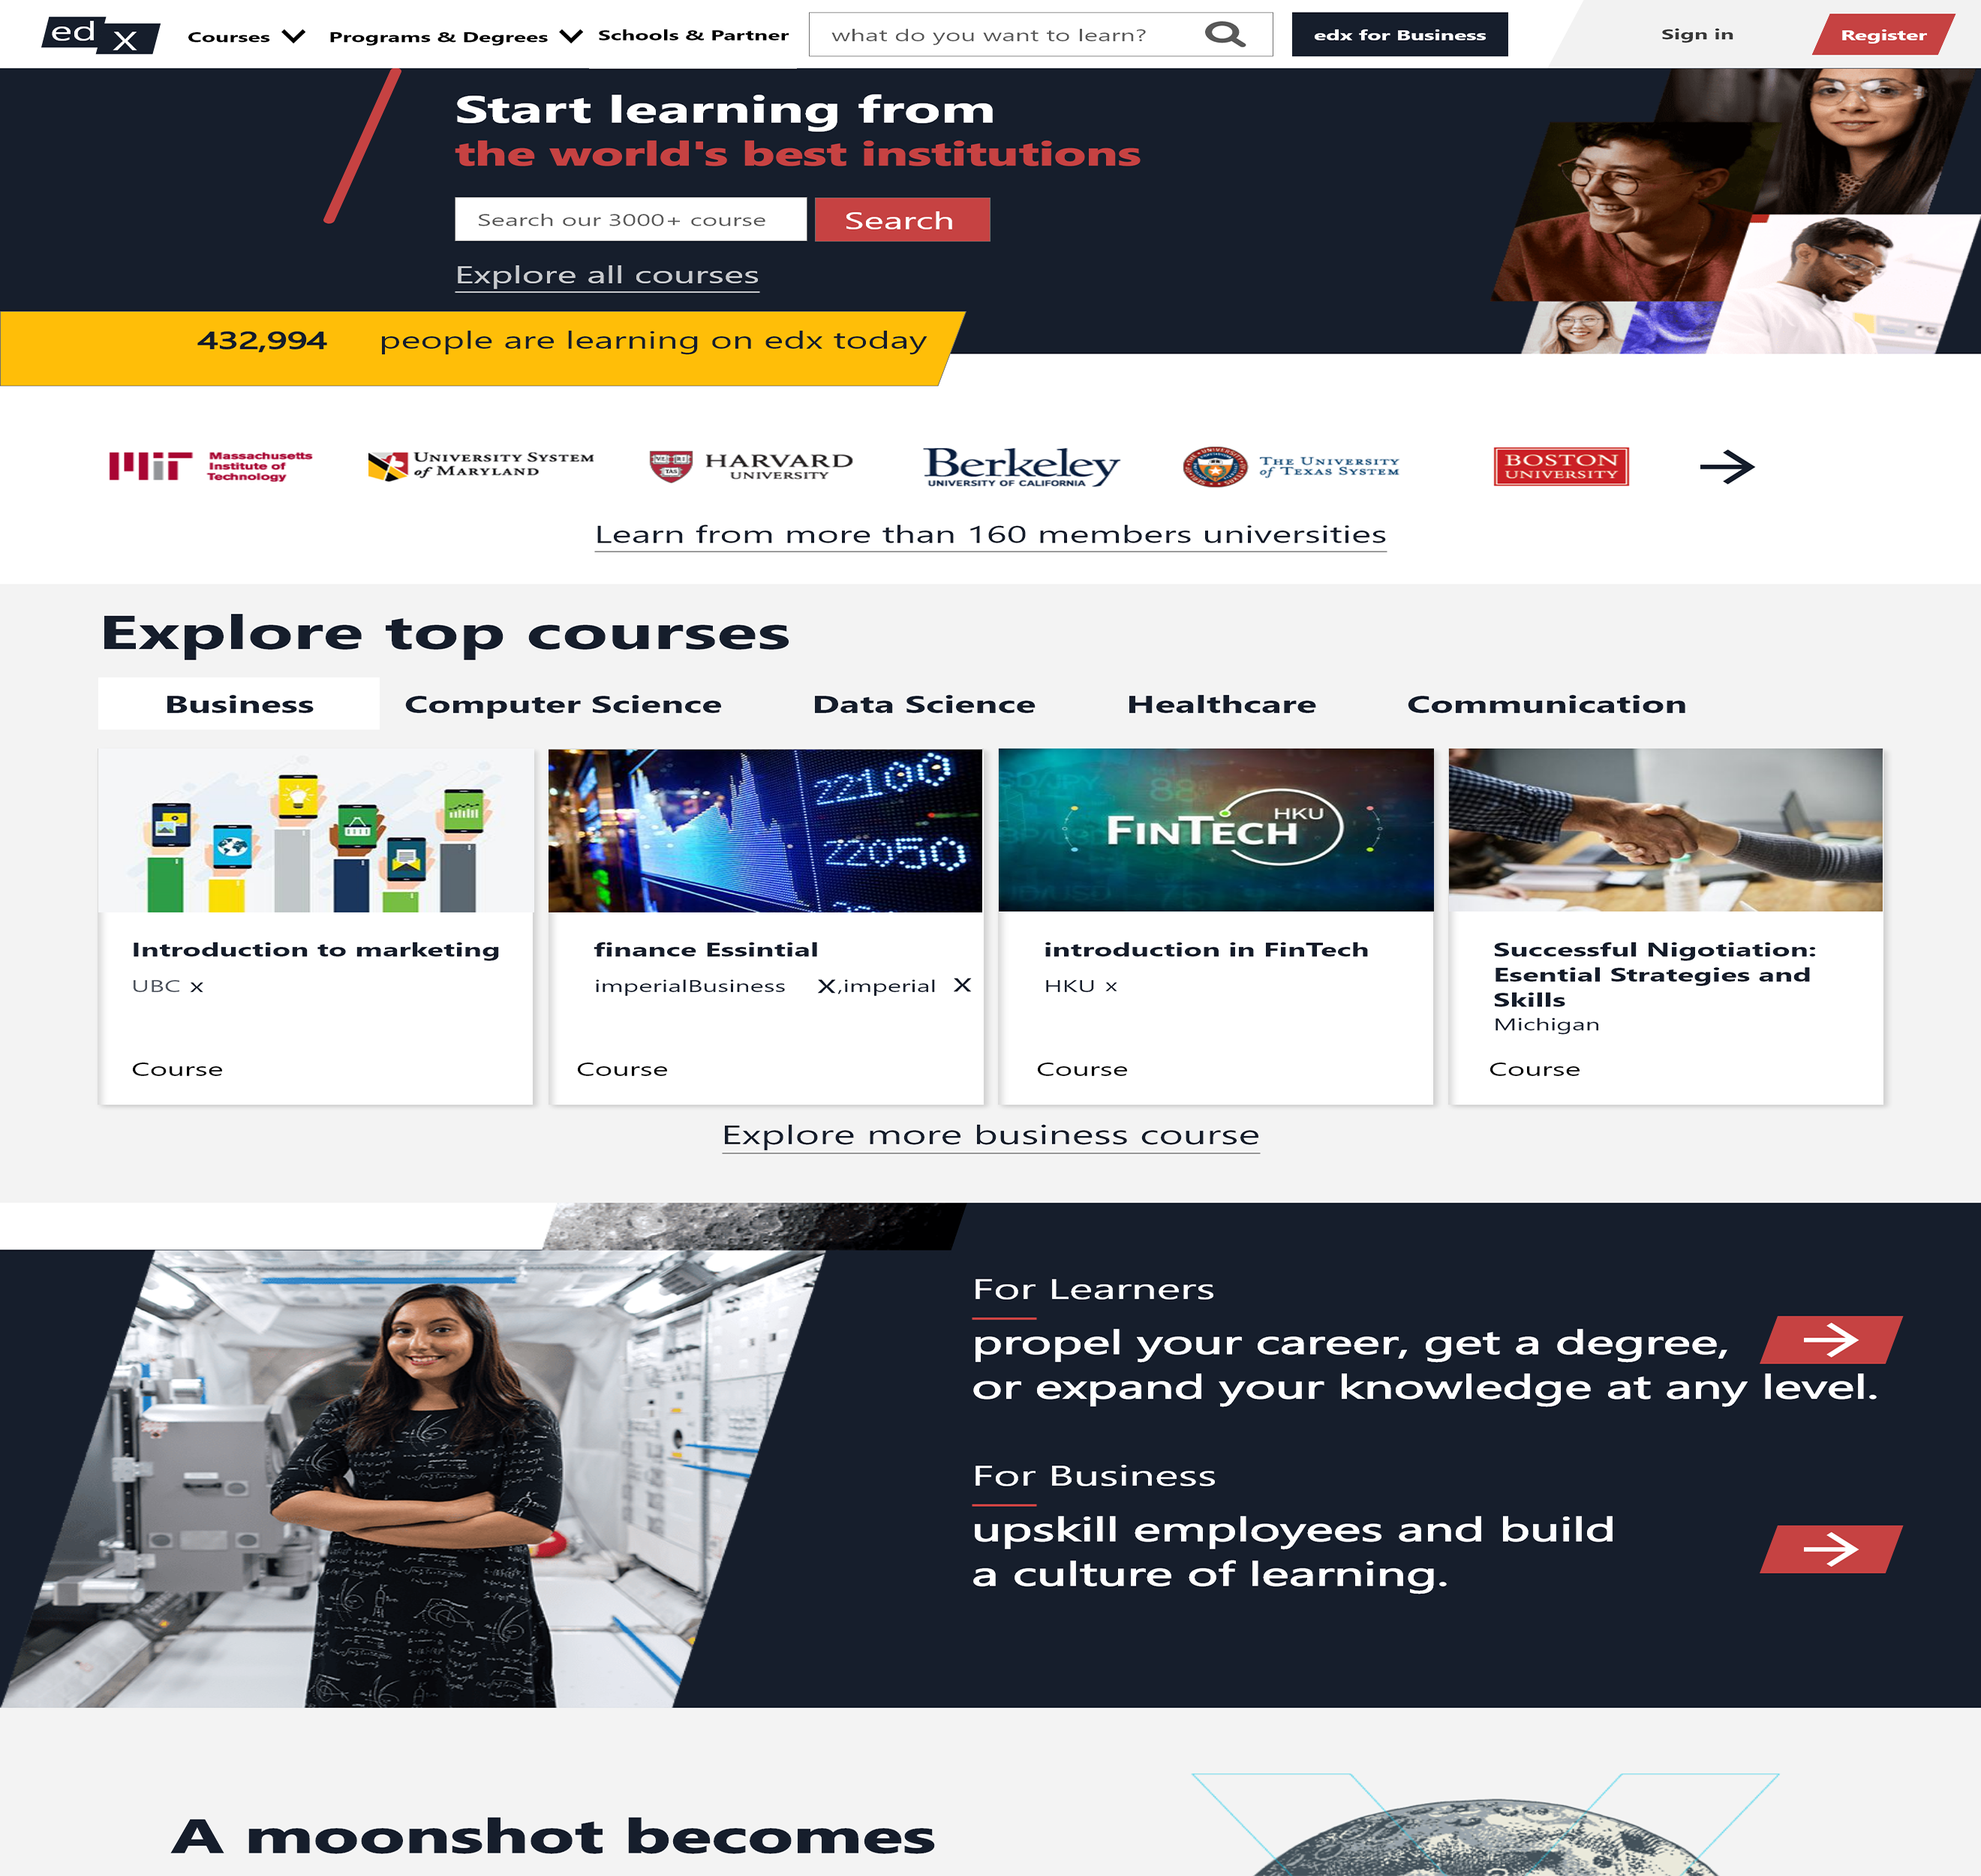 ed x
Courses
Programs & Degrees
Schools & Partner
what do you want to learn?
edx for Business
Sign in
Register
Start learning from
the world's best institutions
Search our 3000+ course
Search
Explore all courses
432,994 people are learning on edx today
MIT Massachusetts
Institute of
Technology
UNIVERSITY SYSTEM
of MARYLAND
VE RI
TAS
HARVARD
UNIVERSITY
Berkeley
UNIVERSITY OF CALIFORNIA
THE UNIVERSITY
of TEXAS SYSTEM
BOSTON
UNIVERSITY
Learn from more than 160 members universities
Explore top courses
Business
Computer Science
Data Science
Healthcare
Communication
22100
22050
HKU
FINTECH
Introduction to marketing
UBC x
Course
finance Essintial
imperialBusiness X,imperial X
Course
introduction in FinTech
HKU x
Course
Successful Nigotiation:
Esential Strategies and
Skills
Michigan
Course
Explore more business course
For Learners
propel your career, get a degree,
or expand your knowledge at any level.
For Business
upskill employees and build
a culture of learning.
A moonshot becomes